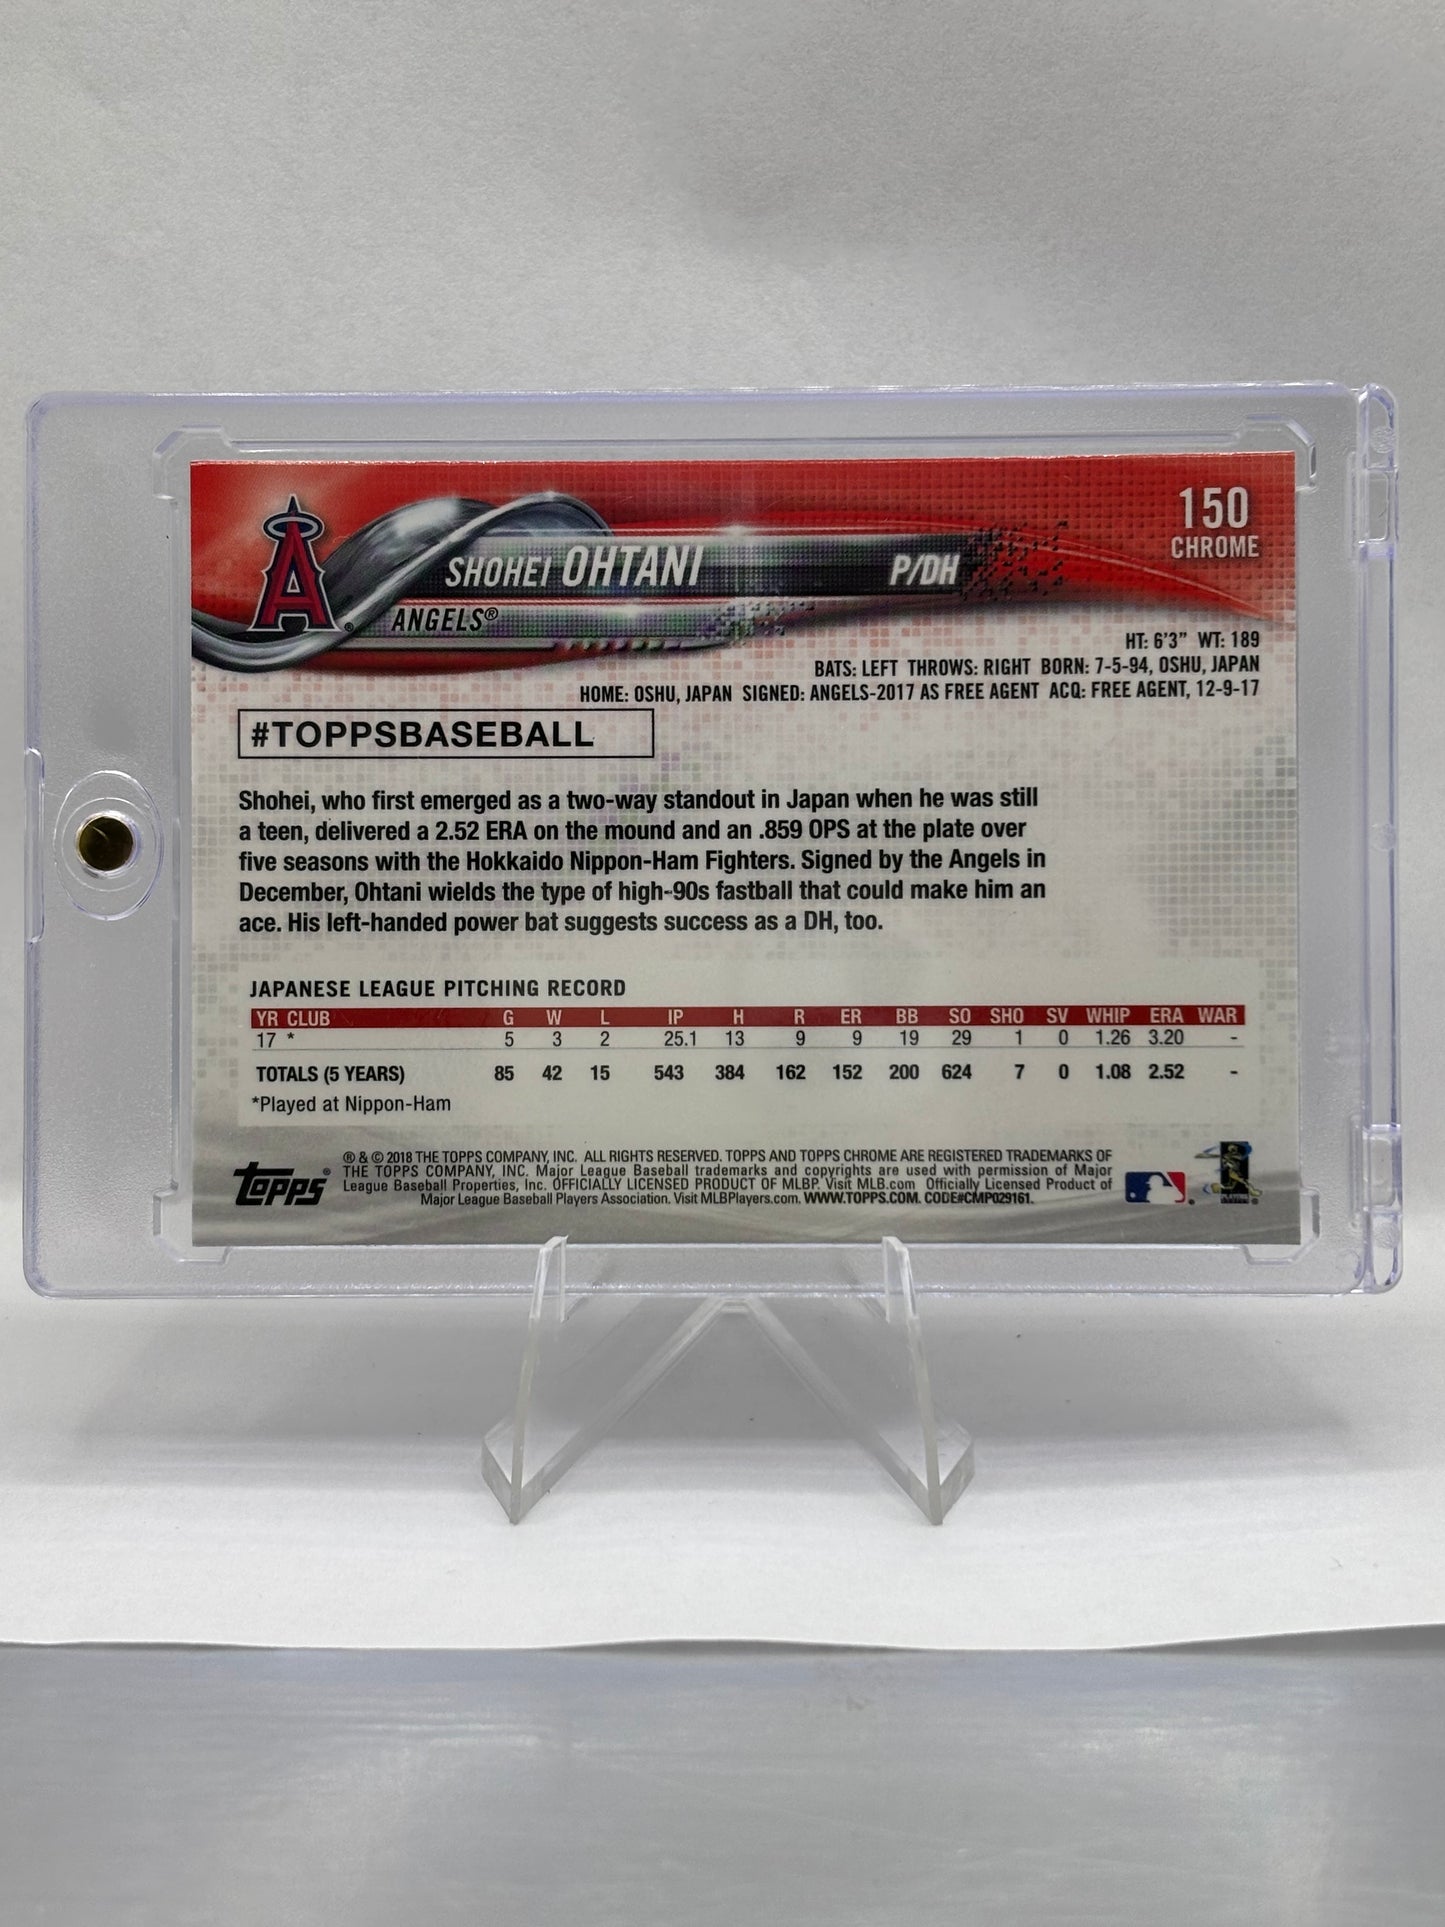 150
CHROME
SHOHEI OHTANI P/DH
ANGELS®
HT: 6'3" WT: 189
BATS: LEFT THROWS: RIGHT BORN: 7-5-94, OSHU, JAPAN
HOME: OSHU, JAPAN SIGNED: ANGELS-2017 AS FREE AGENT ACQ: FREE AGENT, 12-9-17
#TOPPSBASEBALL
Shohei, who first emerged as a two-way standout in Japan when he was still
a teen, delivered a 2.52 ERA on the mound and an .859 OPS at the plate over
five seasons with the Hokkaido Nippon-Ham Fighters. Signed by the Angels in
December, Ohtani wields the type of high-90s fastball that could make him an
ace. His left-handed power bat suggests success as a DH, too.
JAPANESE LEAGUE PITCHING RECORD
YR CLUB G W L IP H R ER BB SO SHO SV WHIP ERA WAR
17 * 5 3 2 25.1 13 9 9 19 29 1 0 1.26 3.20 -
TOTALS (5 YEARS) 85 42 15 543 384 162 152 200 624 7 0 1.08 2.52 -
*Played at Nippon-Ham
TOPPS®
® & © 2018 THE TOPPS COMPANY, INC. ALL RIGHTS RESERVED. TOPPS AND TOPPS CHROME ARE REGISTERED TRADEMARKS OF
THE TOPPS COMPANY, INC. Major League Baseball trademarks and copyrights are used with permission of Major
League Baseball Properties, Inc. OFFICIALLY LICENSED PRODUCT OF MLBP. Visit MLB.com Officially Licensed Product of
Major League Baseball Players Association. Visit MLBPlayers.com. WWW.TOPPS.COM. CODE#CMP029161.